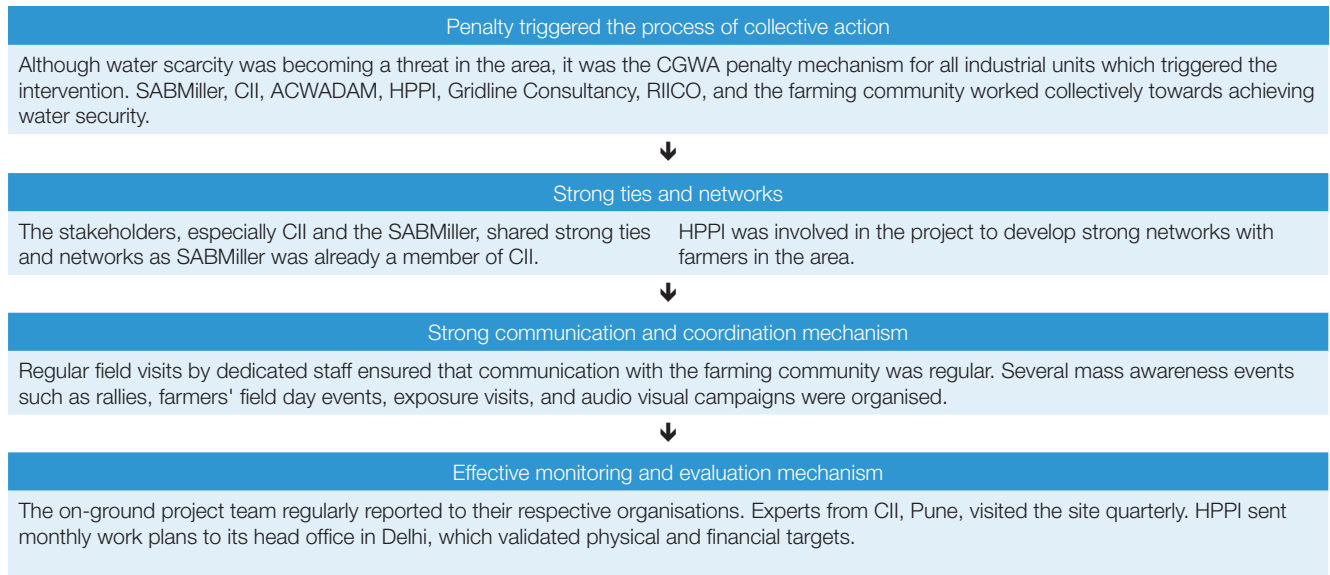 Penalty triggered the process of collective action
Although water scarcity was becoming a threat in the area, it was the CGWA penalty mechanism for all industrial units which triggered the
intervention. SABMiller, CII, ACWADAM, HPPI, Gridline Consultancy, RIICO, and the farming community worked collectively towards achieving
water security.
Strong ties and networks
The stakeholders, especially CII and the SABMiller, shared strong ties
and networks as SABMiller was already a member of CII.
HPPI was involved in the project to develop strong networks with
farmers in the area.
Strong communication and coordination mechanism
Regular field visits by dedicated staff ensured that communication with the farming community was regular. Several mass awareness events
such as rallies, farmers' field day events, exposure visits, and audio visual campaigns were organised.
Effective monitoring and evaluation mechanism
The on-ground project team regularly reported to their respective organisations. Experts from CII, Pune, visited the site quarterly. HPPI sent
monthly work plans to its head office in Delhi, which validated physical and financial targets.